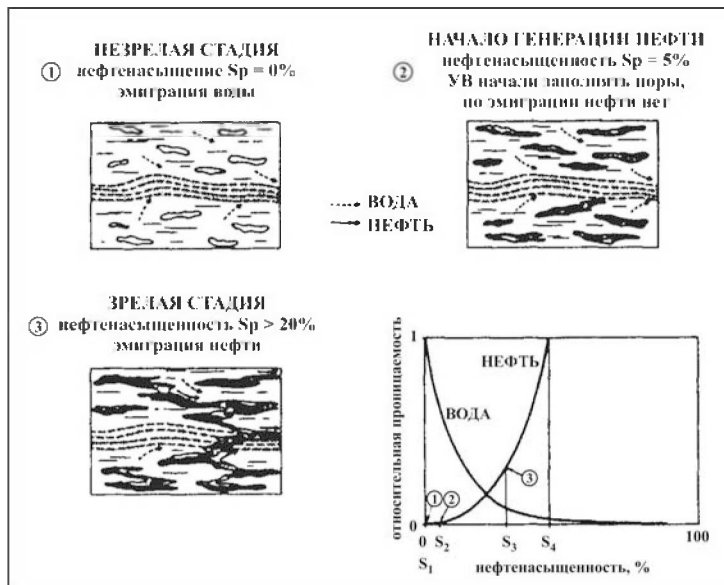 НЕЗРЕЛАЯ СТАДИЯ
① нефтенасыщение Sp = 0%
эмиграция воды
НАЧАЛО ГЕНЕРАЦИИ НЕФТИ
② нефтенасыщенность Sp = 5%
УВ начали заполнять поры,
но эмиграции нефти нет
ВОДА
НЕФТЬ
ЗРЕЛАЯ СТАДИЯ
③ нефтенасыщенность Sp > 20%
эмиграция нефти
относительная проницаемость
1
НЕФТЬ
ВОДА
③
① ②
0
0 S2 S3 S4 100
S1
нефтенасыщенность, %